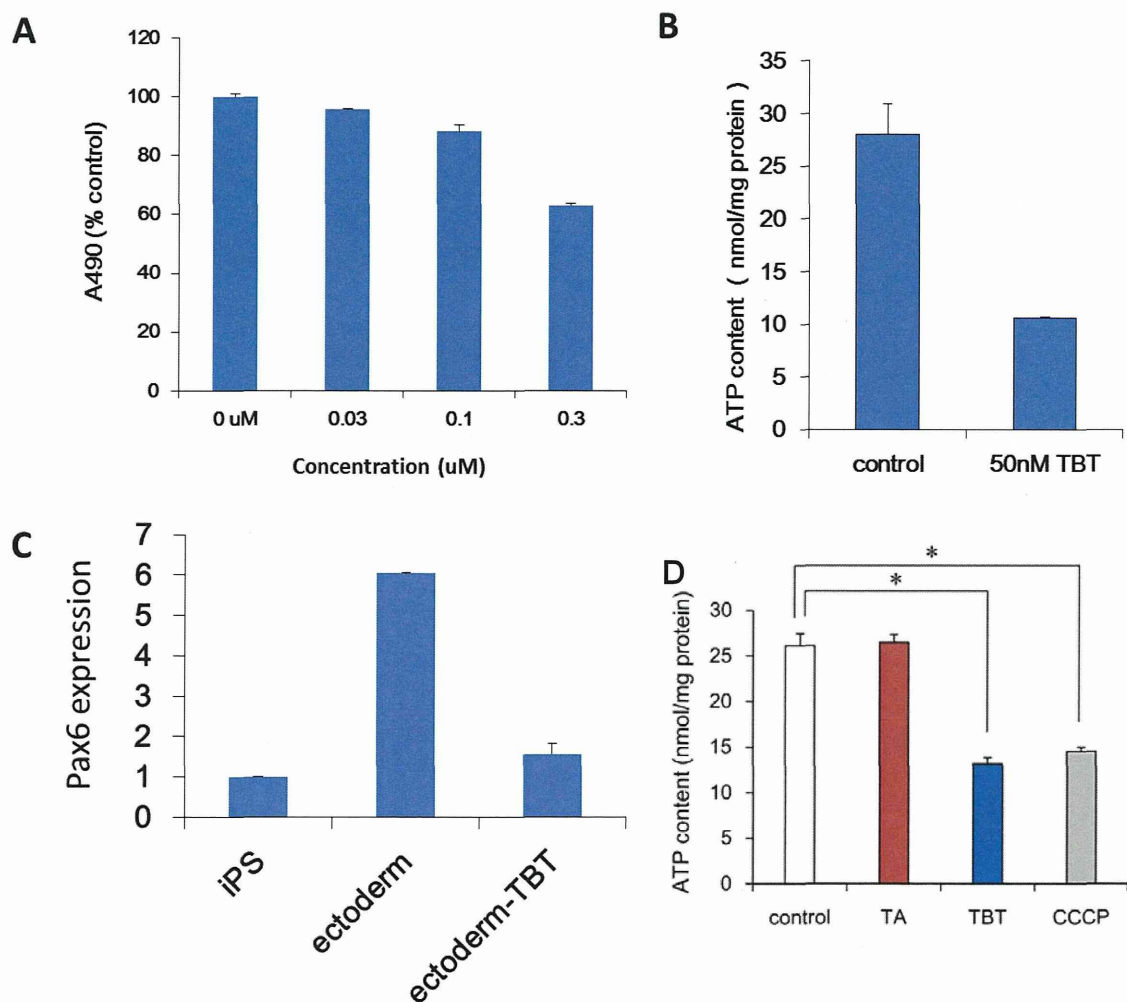 A
120
100
80
60
40
20
0
A490 (% control)
0 uM 0.03 0.1 0.3
Concentration (uM)
B
35
30
25
20
15
10
5
0
ATP content ( nmol/mg protein)
control 50nM TBT
C
7
6
5
4
3
2
1
0
Pax6 expression
iPS
ectoderm
ectoderm-TBT
D
*
*
30
25
20
15
10
5
0
ATP content (nmol/mg protein)
control TA TBT CCCP